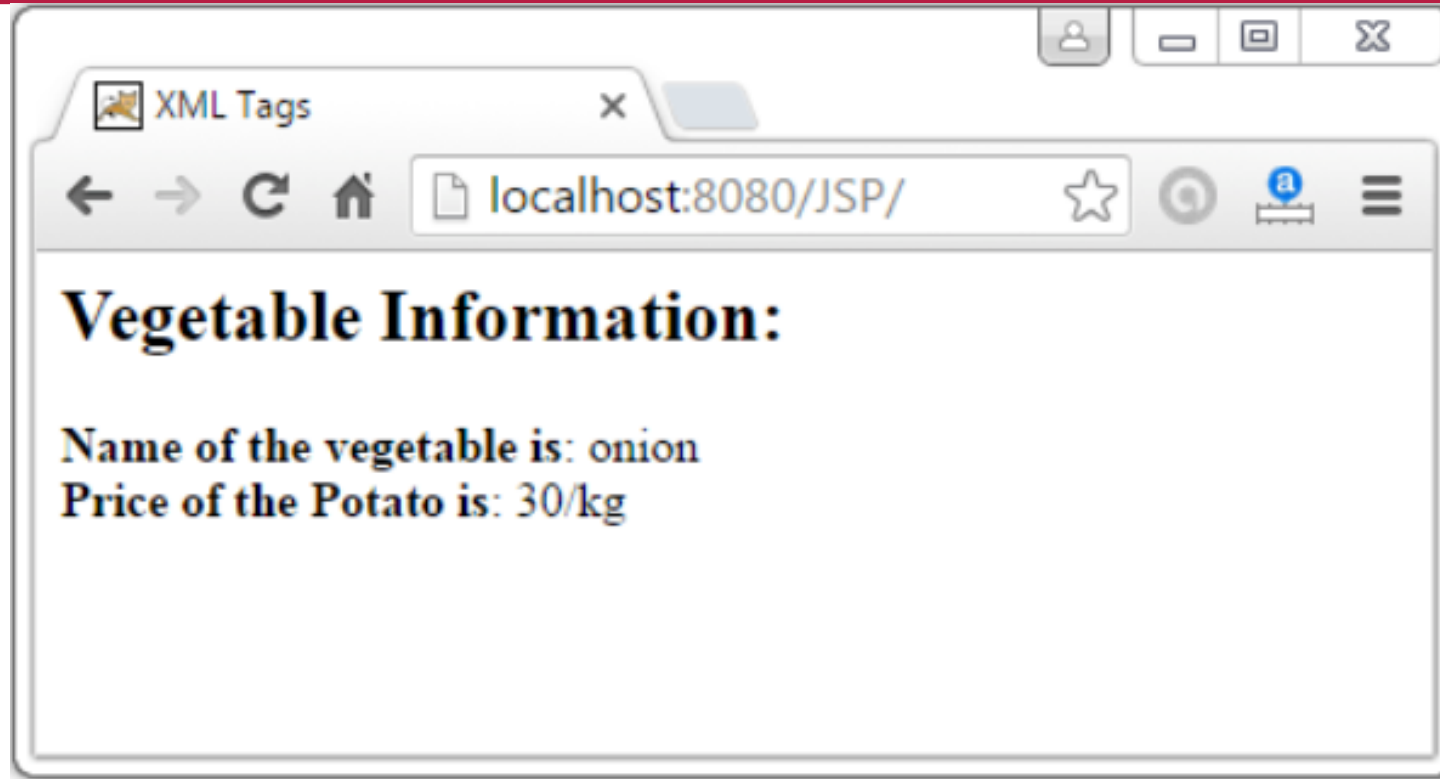 XML Tags
localhost:8080/JSP/
a
Vegetable Information:
Name of the vegetable is: onion
Price of the Potato is: 30/kg